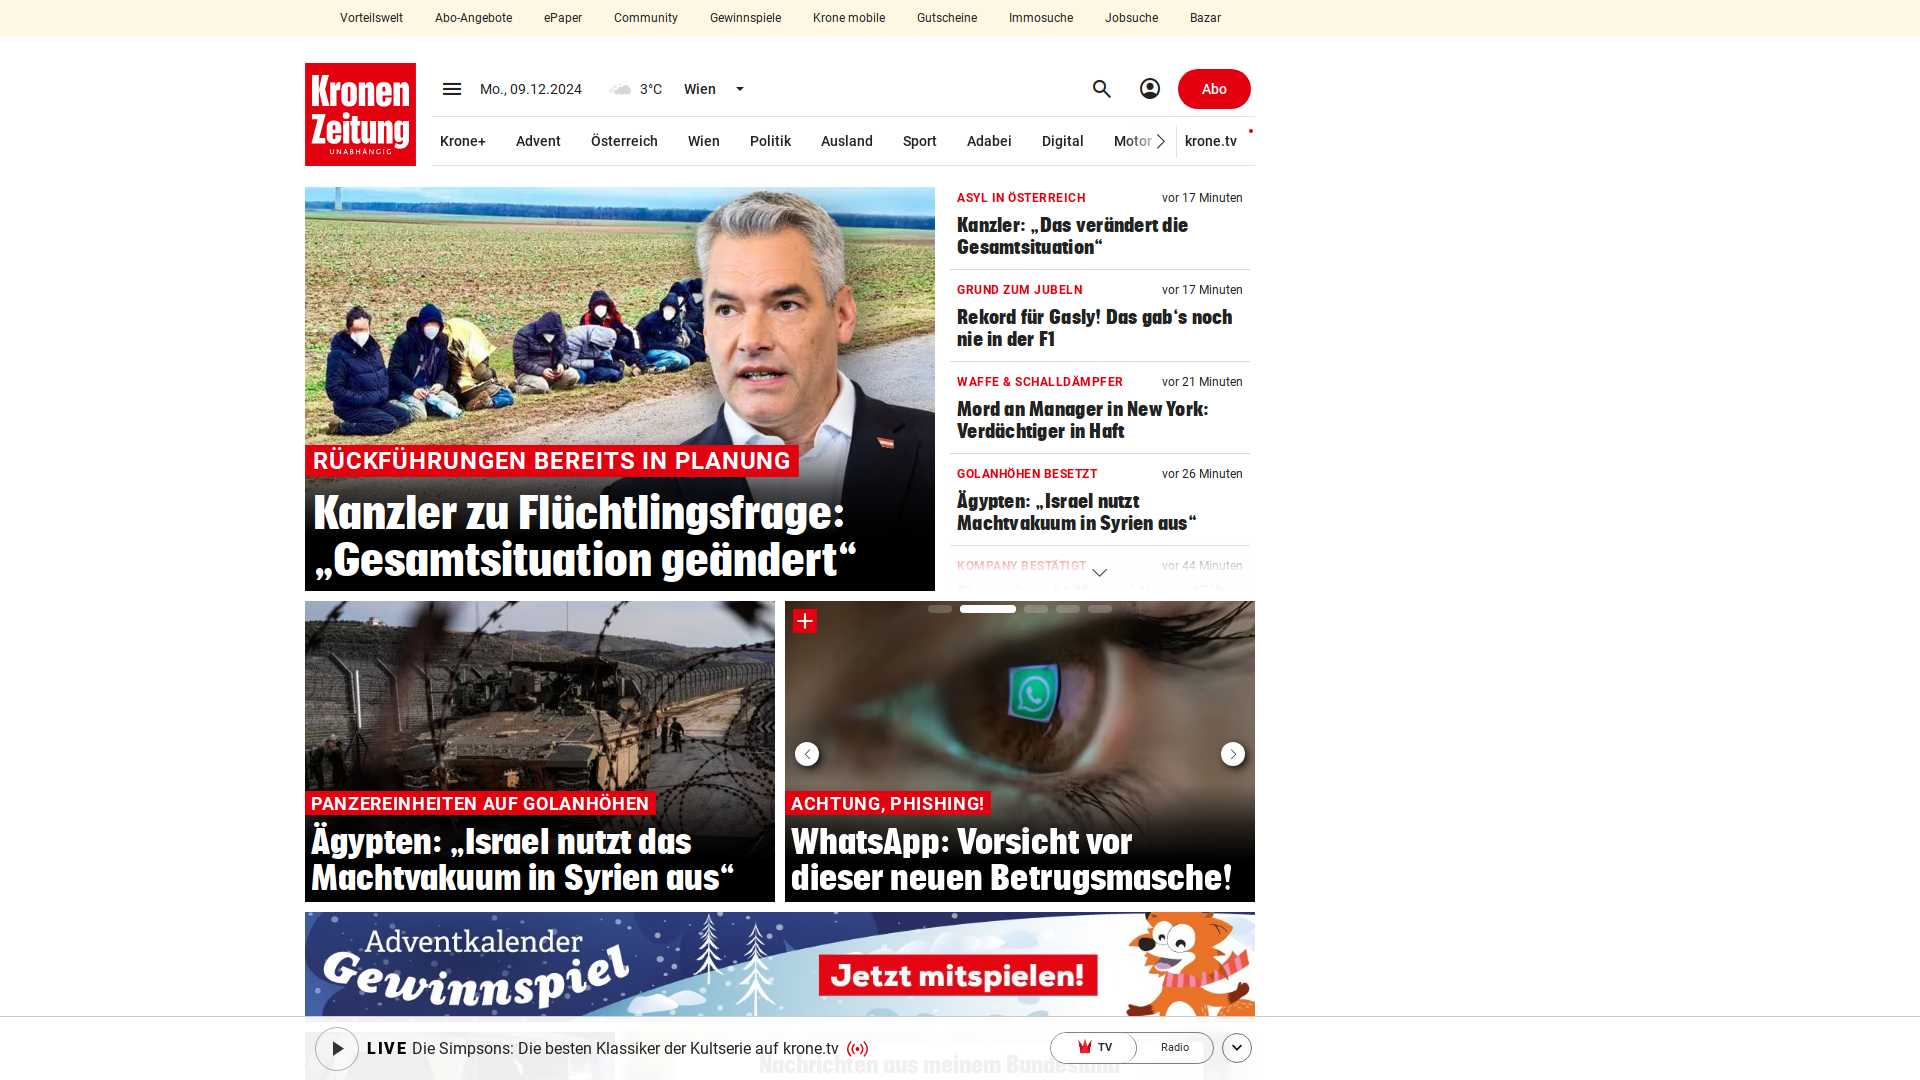 Vorteilswelt Abo-Angebote ePaper Community Gewinnspiele Krone mobile Gutscheine Immosuche Jobsuche Bazar
Kronen
Zeitung
UNABHÄNGIG
Mo., 09.12.2024 3°C Wien Abo
Krone+ Advent Österreich Wien Politik Ausland Sport Adabei Digital Motor krone.tv
RÜCKFÜHRUNGEN BEREITS IN PLANUNG
Kanzler zu Flüchtlingsfrage:
„Gesamtsituation geändert“
ASYL IN ÖSTERREICH vor 17 Minuten
Kanzler: „Das verändert die
Gesamtsituation“
GRUND ZUM JUBELN vor 17 Minuten
Rekord für Gasly! Das gab‘s noch
nie in der F1
WAFFE & SCHALLDÄMPFER vor 21 Minuten
Mord an Manager in New York:
Verdächtiger in Haft
GOLANHÖHEN BESETZT vor 26 Minuten
Ägypten: „Israel nutzt
Machtvakuum in Syrien aus“
KOMPANY BESTÄTIGT vor 44 Minuten
PANZEREINHEITEN AUF GOLANHÖHEN
Ägypten: „Israel nutzt das
Machtvakuum in Syrien aus“
ACHTUNG, PHISHING!
WhatsApp: Vorsicht vor
dieser neuen Betrugsmasche!
Adventkalender
Gewinnspiel
Jetzt mitspielen!
LIVE Die Simpsons: Die besten Klassiker der Kultserie auf krone.tv TV Radio
Nachrichten aus meinem Bundesland